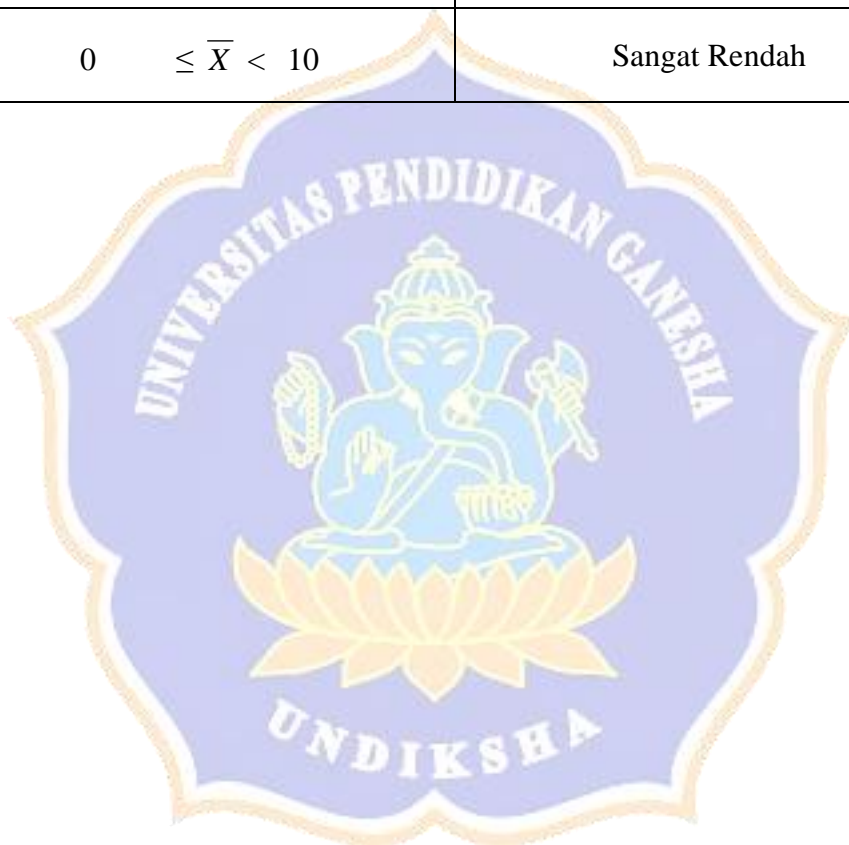 0 ≤ X̅ < 10 Sangat Rendah
UNIVERSITAS PENDIDIKAN GANESHA
UNDIKSHA